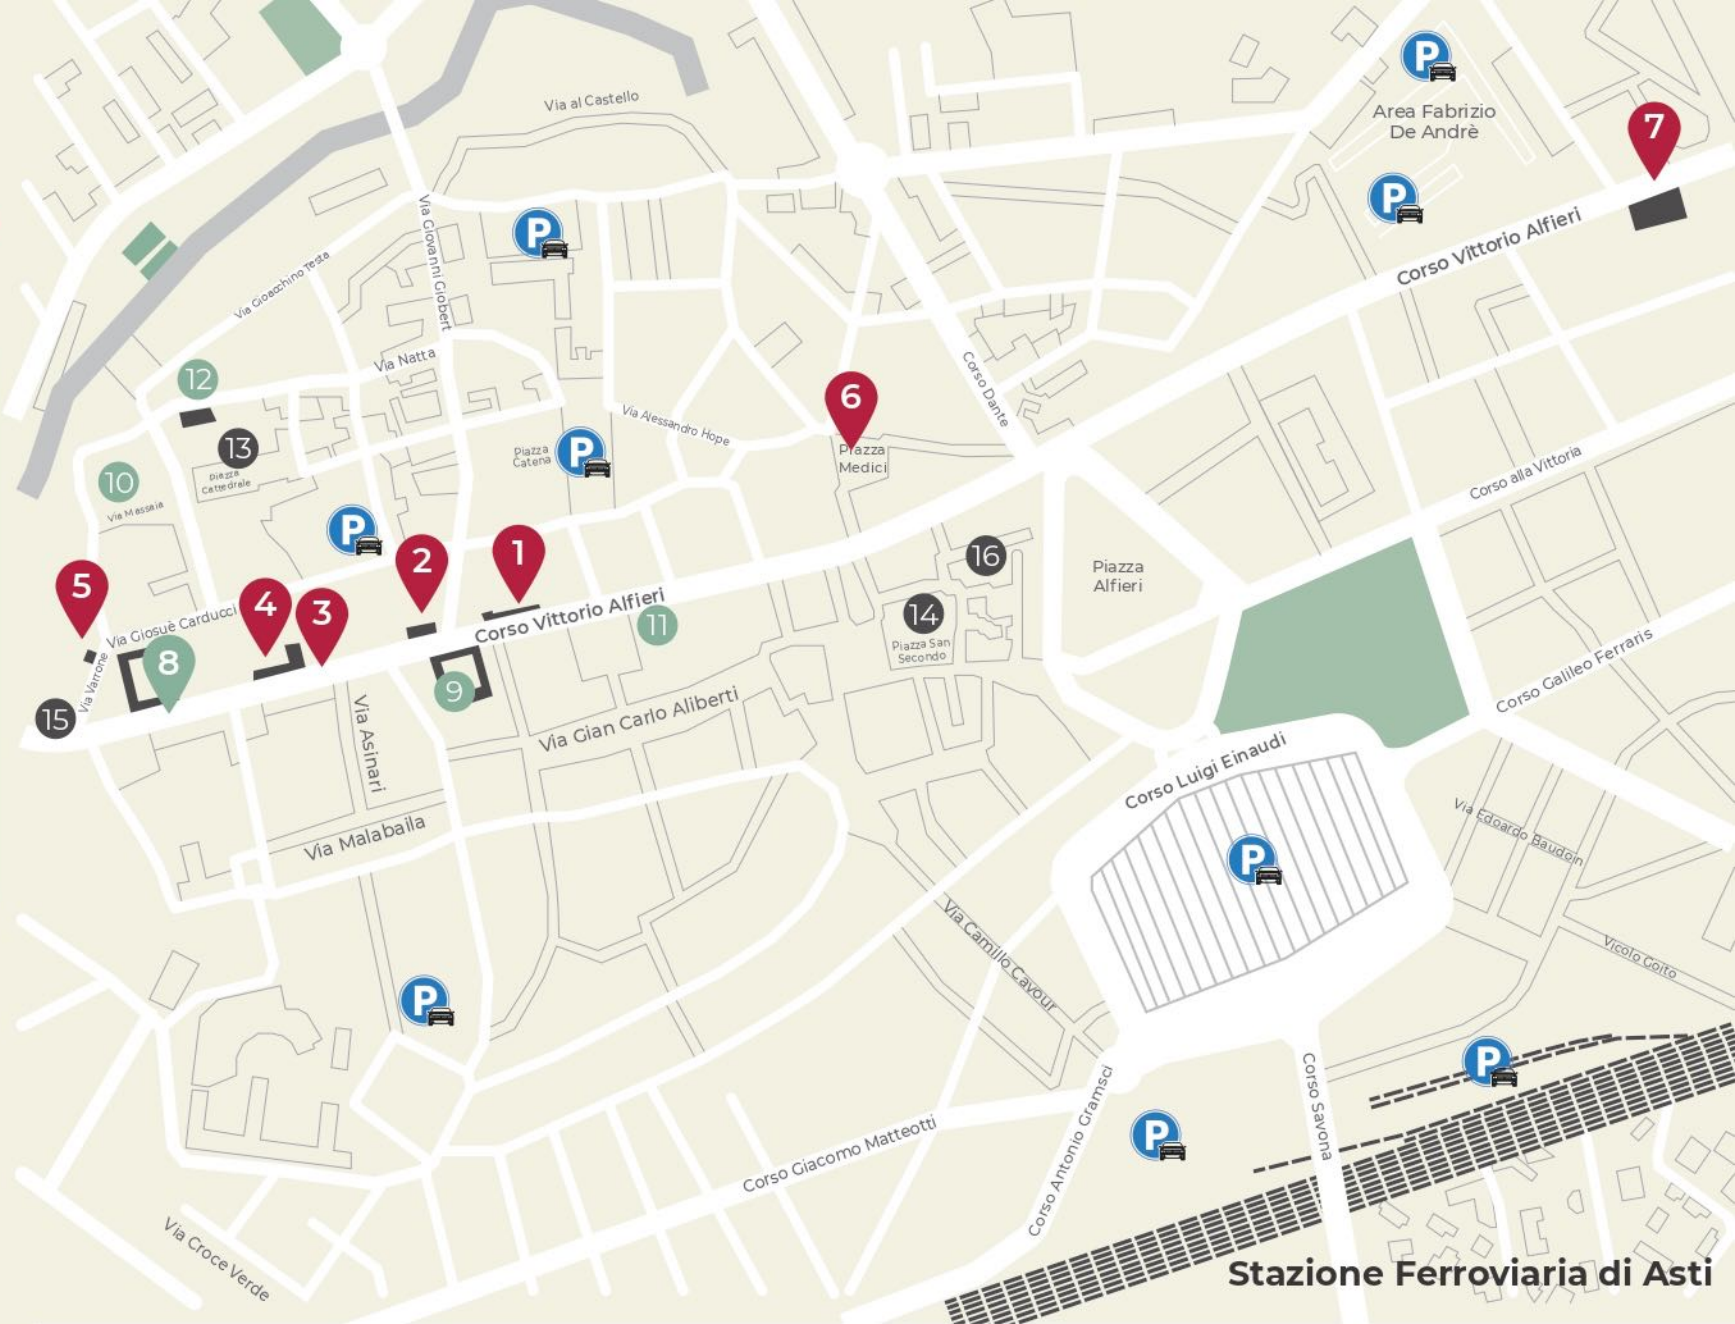 P
Area Fabrizio
De Andrè
7
Via al Castello
P
Via Giovanni Giobert
P
Corso Vittorio Alfieri
Via Gioacchino Testa
Via Natta
12
6
Corso Dante
Via Alessandro Hope
Piazza
Medici
13
Piazza
Cattedrale
Piazza
Catena
P
10
Via Massaia
Corso alla Vittoria
P
2
1
16
Piazza
Alfieri
5
4
3
Via Giosuè Carducci
Corso Vittorio Alfieri
11
14
Piazza San
Secondo
8
9
Via Varrone
15
Via Asinari
Via Gian Carlo Aliberti
Corso Galileo Ferraris
Corso Luigi Einaudi
Via Malabaila
P
Via Edoardo Baudoin
Via Camillo Cavour
Vicolo Goito
P
P
Corso Savona
Corso Antonio Gramsci
P
Corso Giacomo Matteotti
Via Croce Verde
Stazione Ferroviaria di Asti